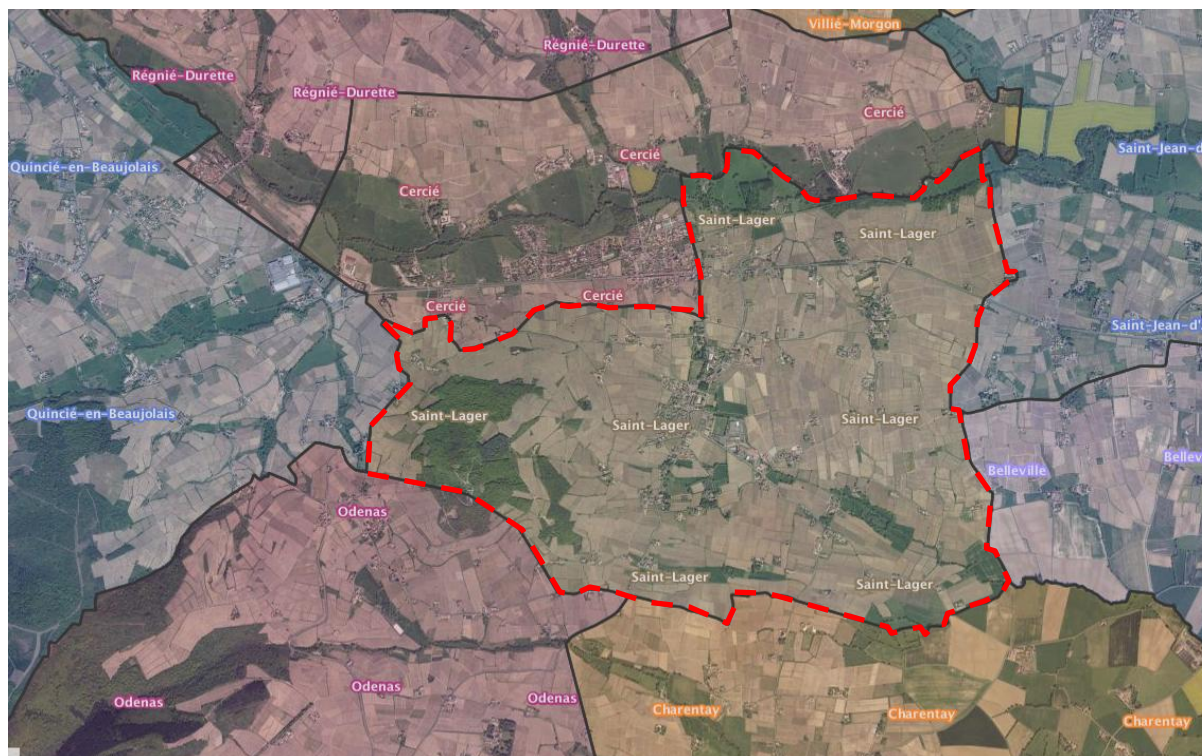 Villié-Morgon
Régnié-Durette
Régnié-Durette
Régnié-Durette
Cercié
Cercié
Quincié-en-Beaujolais
Saint-Jean-d'
Cercié
Saint-Lager
Saint-Lager
Cercié
Cercié
Saint-Jean-d'
Quincié-en-Beaujolais
Saint-Lager
Saint-Lager
Saint-Lager
Bellev
Belleville
Odenas
Saint-Lager
Saint-Lager
Odenas
Odenas
Odenas
Charentay
Charentay
Charentay